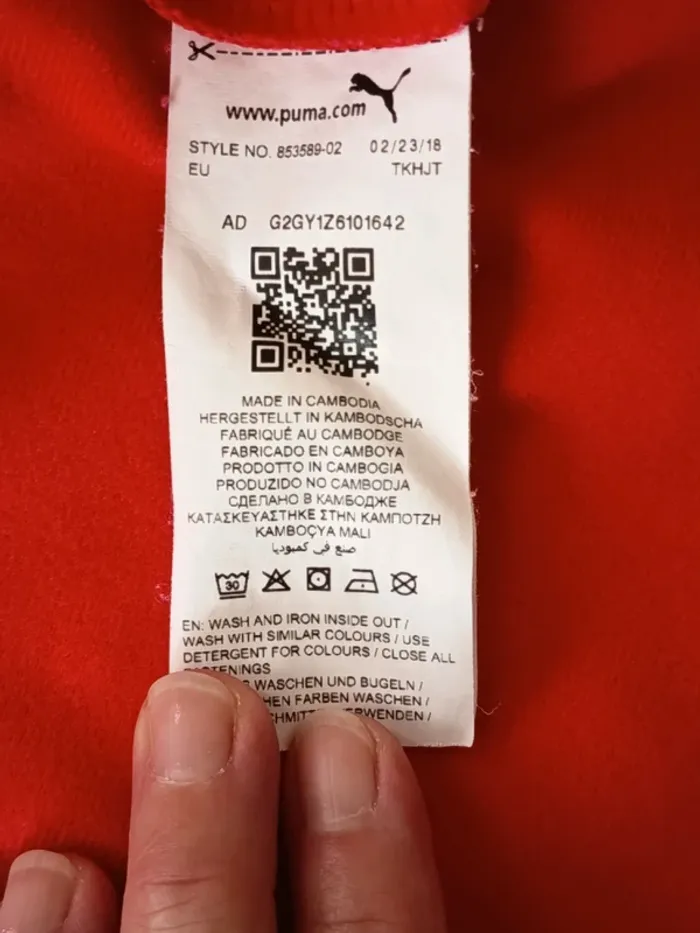 www.puma.com
STYLE NO. 853589-02 02/23/18
EU TKHJT
AD G2GY1Z6101642
MADE IN CAMBODIA
HERGESTELLT IN KAMBODSCHA
FABRIQUÉ AU CAMBODGE
FABRICADO EN CAMBOYA
PRODOTTO IN CAMBOGIA
PRODUZIDO NO CAMBODJA
СДЕЛАНО В КАМБОДЖЕ
ΚΑΤΑΣΚΕΥΑΣΤΗΚΕ ΣΤΗΝ ΚΑΜΠΟΤΖΗ
KAMBOÇYA MALI
صنع في كمبوديا
30
EN: WASH AND IRON INSIDE OUT /
WASH WITH SIMILAR COLOURS / USE
DETERGENT FOR COLOURS / CLOSE ALL
FASTENINGS
WASCHEN UND BUGELN /
FARBEN WASCHEN /